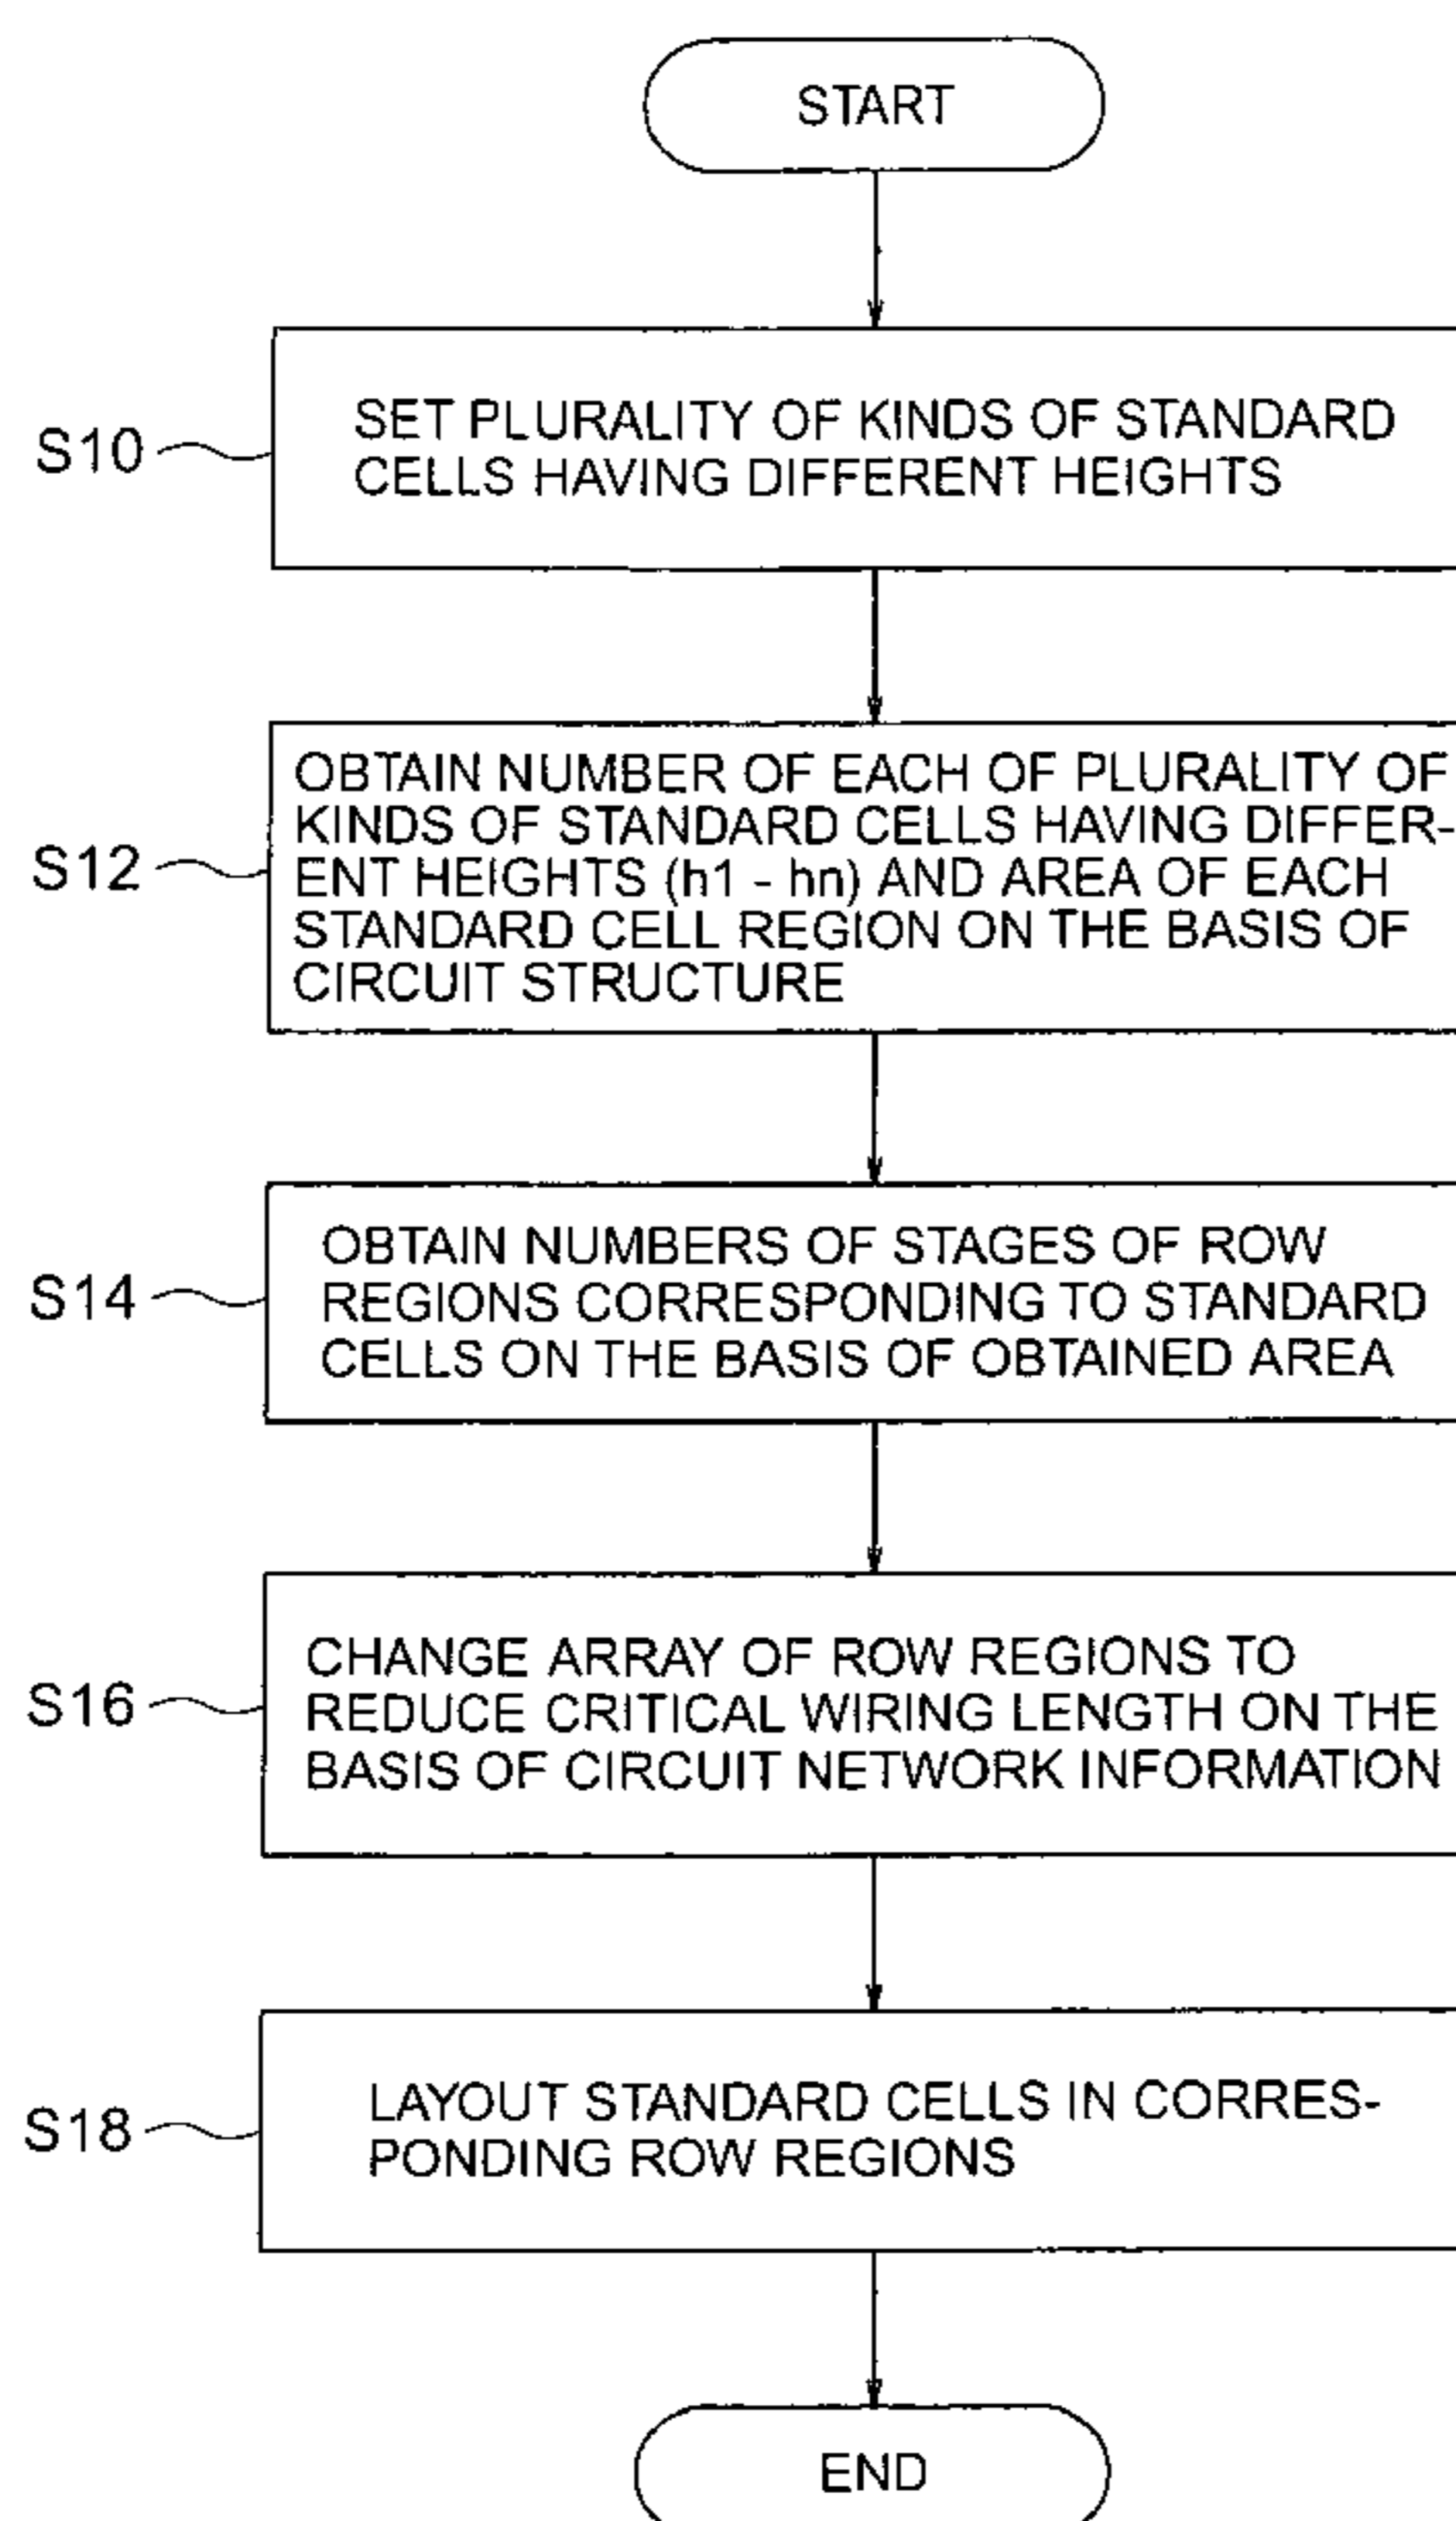 START
S10
SET PLURALITY OF KINDS OF STANDARD
CELLS HAVING DIFFERENT HEIGHTS
S12
OBTAIN NUMBER OF EACH OF PLURALITY OF
KINDS OF STANDARD CELLS HAVING DIFFER-
ENT HEIGHTS (h1 - hn) AND AREA OF EACH
STANDARD CELL REGION ON THE BASIS OF
CIRCUIT STRUCTURE
S14
OBTAIN NUMBERS OF STAGES OF ROW
REGIONS CORRESPONDING TO STANDARD
CELLS ON THE BASIS OF OBTAINED AREA
S16
CHANGE ARRAY OF ROW REGIONS TO
REDUCE CRITICAL WIRING LENGTH ON THE
BASIS OF CIRCUIT NETWORK INFORMATION
S18
LAYOUT STANDARD CELLS IN CORRES-
PONDING ROW REGIONS
END